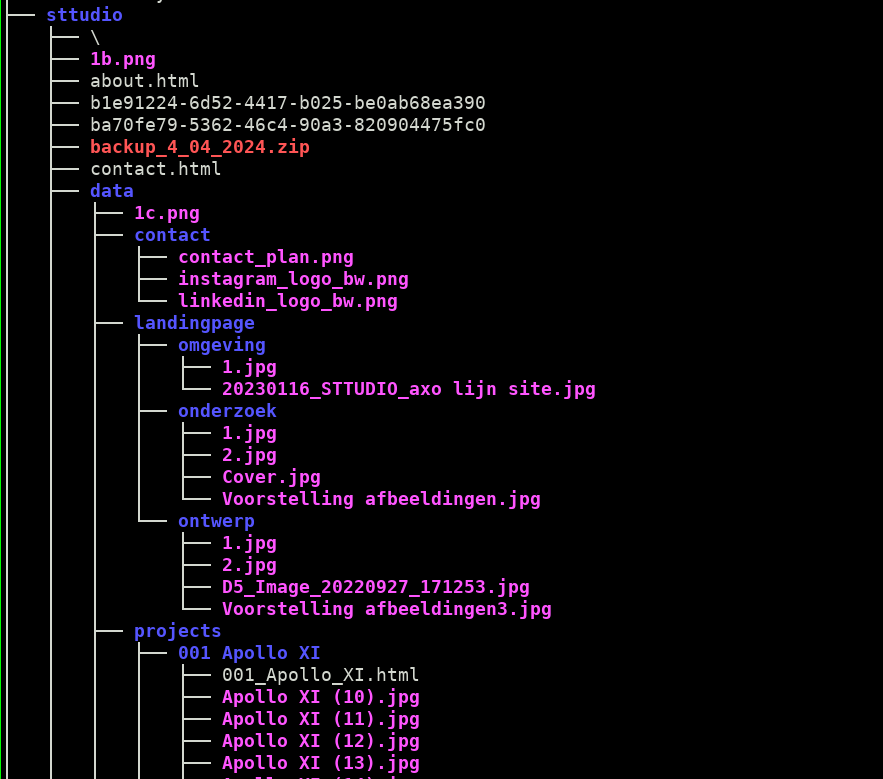 sttudio
\
1b.png
about.html
b1e91224-6d52-4417-b025-be0ab68ea390
ba70fe79-5362-46c4-90a3-820904475fc0
backup_4_04_2024.zip
contact.html
data
1c.png
contact
contact_plan.png
instagram_logo_bw.png
linkedin_logo_bw.png
landingpage
omgeving
1.jpg
20230116_STTUDIO_axo lijn site.jpg
onderzoek
1.jpg
2.jpg
Cover.jpg
Voorstelling afbeeldingen.jpg
ontwerp
1.jpg
2.jpg
D5_Image_20220927_171253.jpg
Voorstelling afbeeldingen3.jpg
projects
001 Apollo XI
001_Apollo_XI.html
Apollo XI (10).jpg
Apollo XI (11).jpg
Apollo XI (12).jpg
Apollo XI (13).jpg